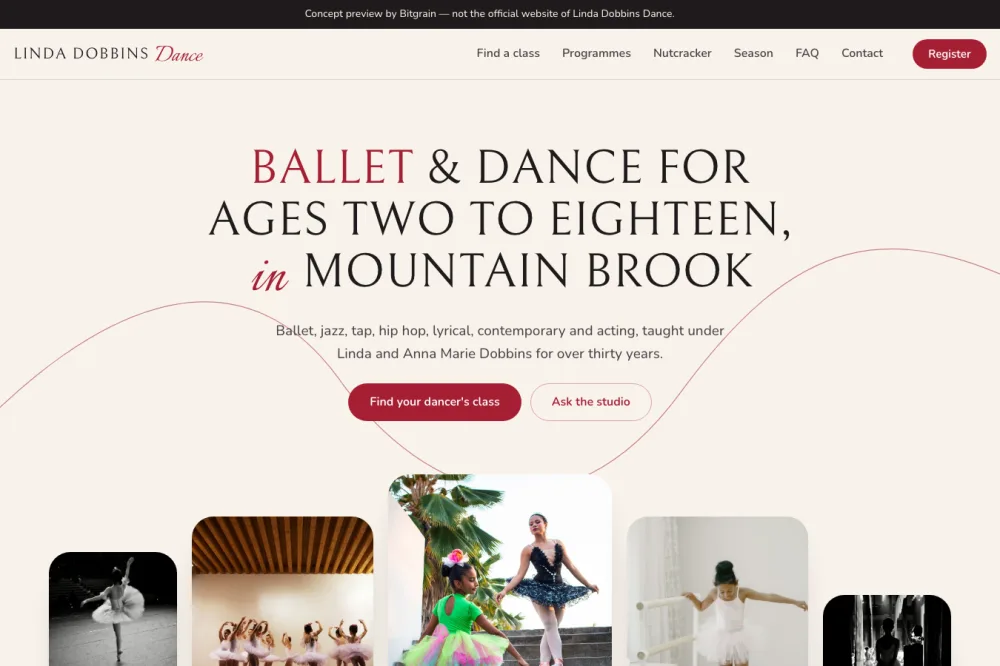 Concept preview by Bitgrain — not the official website of Linda Dobbins Dance.
LINDA DOBBINS Dance
Find a class
Programmes
Nutcracker
Season
FAQ
Contact
Register
BALLET & DANCE FOR
AGES TWO TO EIGHTEEN,
in MOUNTAIN BROOK
Ballet, jazz, tap, hip hop, lyrical, contemporary and acting, taught under
Linda and Anna Marie Dobbins for over thirty years.
Find your dancer's class
Ask the studio